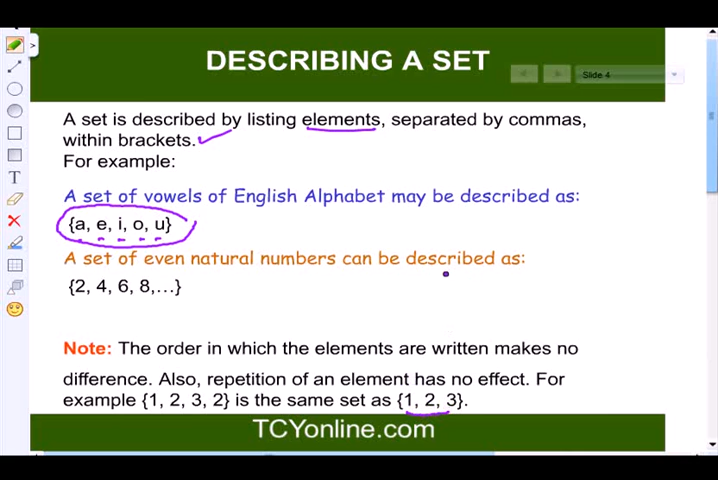 DESCRIBING A SET
Slide 4
A set is described by listing elements, separated by commas,
within brackets.
For example:
A set of vowels of English Alphabet may be described as:
{a, e, i, o, u}
A set of even natural numbers can be described as:
{2, 4, 6, 8,...}
Note: The order in which the elements are written makes no
difference. Also, repetition of an element has no effect. For
example {1, 2, 3, 2} is the same set as {1, 2, 3}.
TCYonline.com